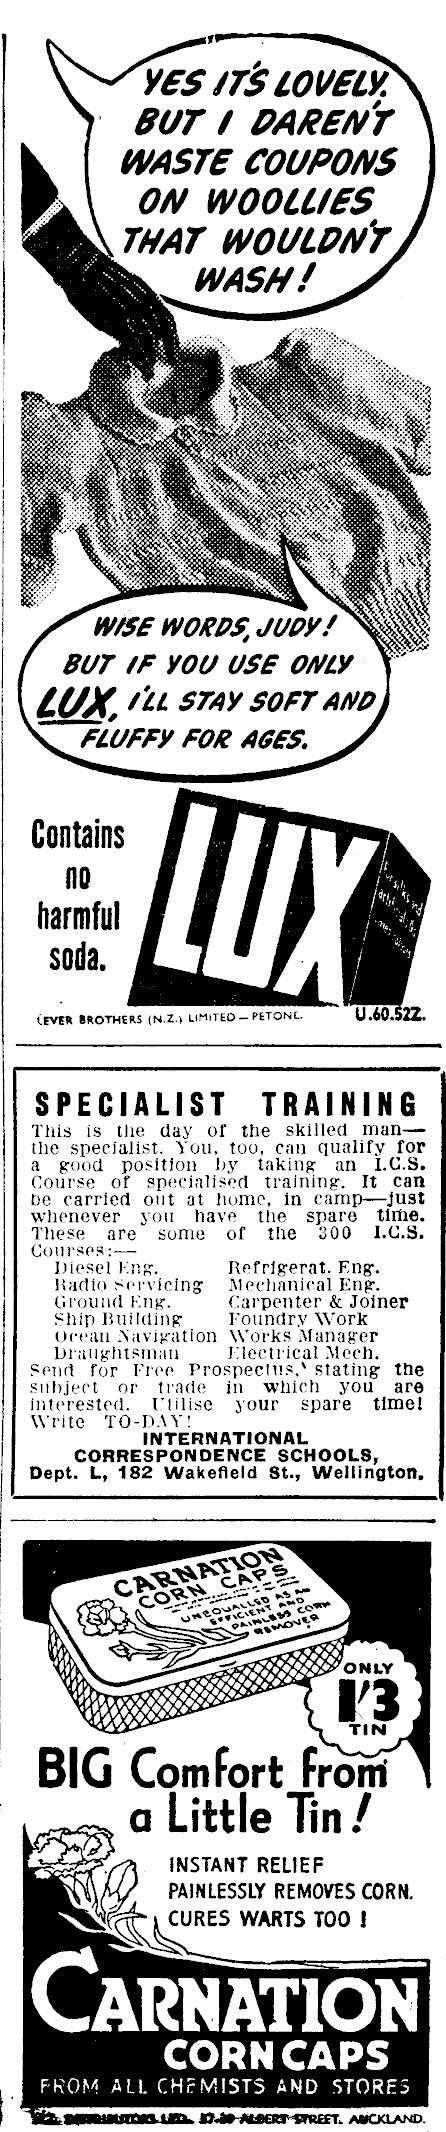 YES IT'S LOVELY.
BUT I DAREN'T
WASTE COUPONS
ON WOOLLIES
THAT WOULDN'T
WASH!
WISE WORDS, JUDY!
BUT IF YOU USE ONLY
LUX, I'LL STAY SOFT AND
FLUFFY FOR AGES.
Contains
no
harmful
soda.
LUX
LEVER BROTHERS (N.Z.) LIMITED — PETONE.
U.60.52Z.
SPECIALIST TRAINING
This is the day of the skilled man—
the specialist. You, too, can qualify for
a good position by taking an I.C.S.
Course of specialised training. It can
be carried out at home, in camp—just
whenever you have the spare time.
These are some of the 300 I.C.S.
Courses:—
Diesel Eng. Refrigerat. Eng.
Radio Servicing Mechanical Eng.
Ground Eng. Carpenter & Joiner
Ship Building Foundry Work
Ocean Navigation Works Manager
Draughtsman Electrical Mech.
Send for Free Prospectus, stating the
subject or trade in which you are
interested. Utilise your spare time!
Write TO-DAY!
INTERNATIONAL
CORRESPONDENCE SCHOOLS,
Dept. L, 182 Wakefield St., Wellington.
CARNATION
CORN CAPS
UNEQUALLED AS AN
EFFICIENT AND
PAINLESS CORN
REMOVER
ONLY
1'3
TIN
BIG Comfort from
a Little Tin!
INSTANT RELIEF
PAINLESSLY REMOVES CORN.
CURES WARTS TOO!
CARNATION
CORN CAPS
FROM ALL CHEMISTS AND STORES
DISTRIBUTORS LTD., ALBERT STREET, AUCKLAND.